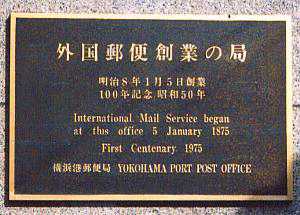 外国郵便創業の局
明治8年1月5日創業
100年記念 昭和50年
International Mail Service began
at this office 5 January 1875
First Centenary 1975
横浜港郵便局 YOKOHAMA PORT POST OFFICE